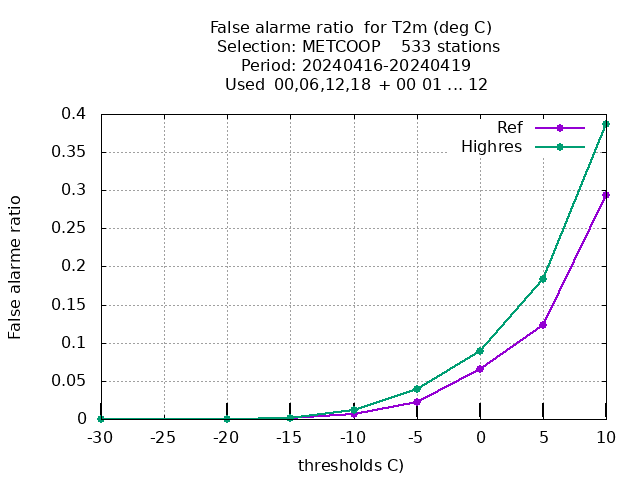 False alarme ratio  for T2m (deg C)
Selection: METCOOP    533 stations
Period: 20240416-20240419
Used  00,06,12,18 + 00 01 ... 12
Ref
Highres
0.4
0.35
0.3
0.25
0.2
0.15
0.1
0.05
0
False alarme ratio
-30 -25 -20 -15 -10 -5 0 5 10
thresholds C)